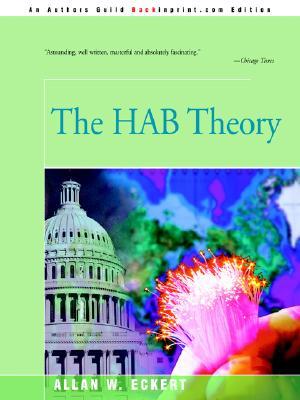 An Authors Guild Backinprint.com Edition
"Astounding, well written, masterful and absolutely fascinating."
—Chicago Times
The HAB Theory
ALLAN W. ECKERT